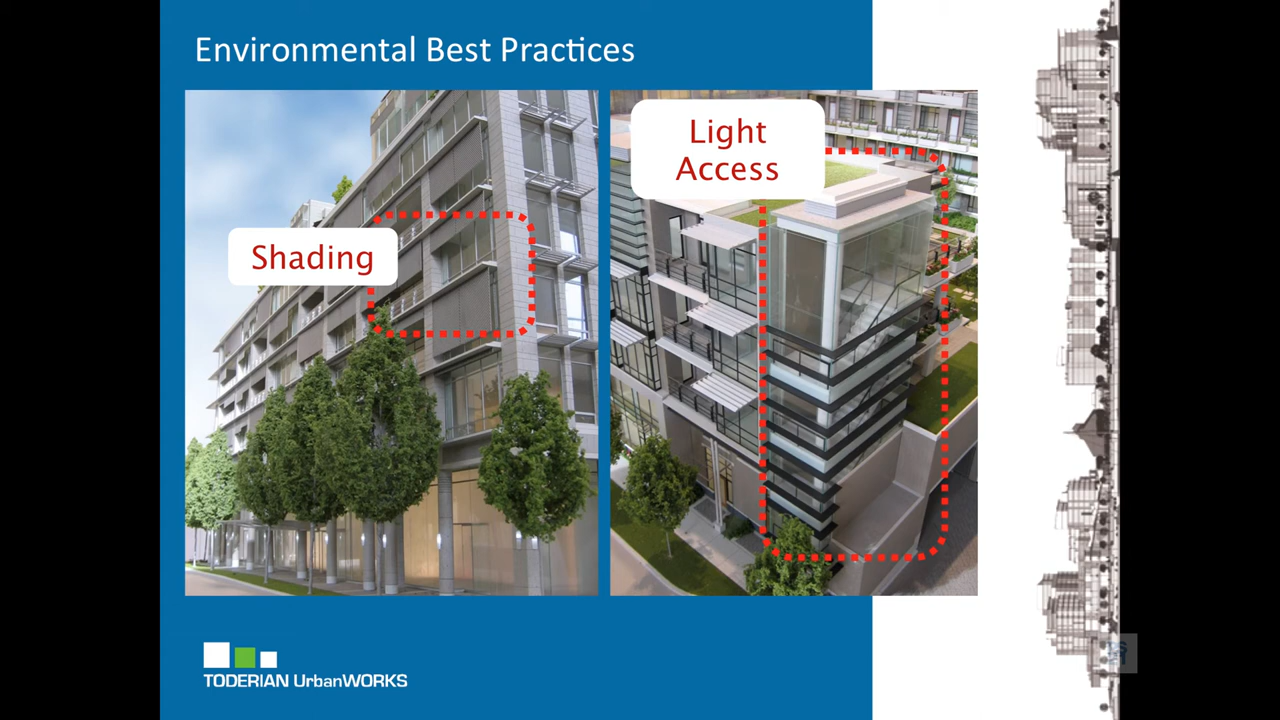 Environmental Best Practices
Light
Access
Shading
TODERIAN UrbanWORKS